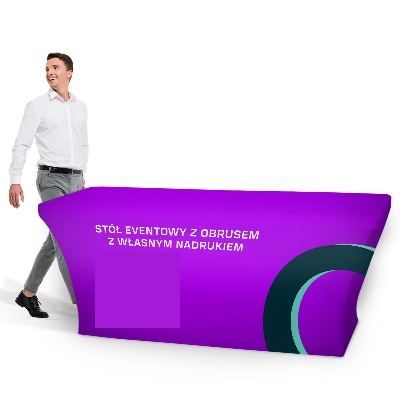 STÓŁ EVENTOWY Z OBRUSEM
Z WŁASNYM NADRUKIEM